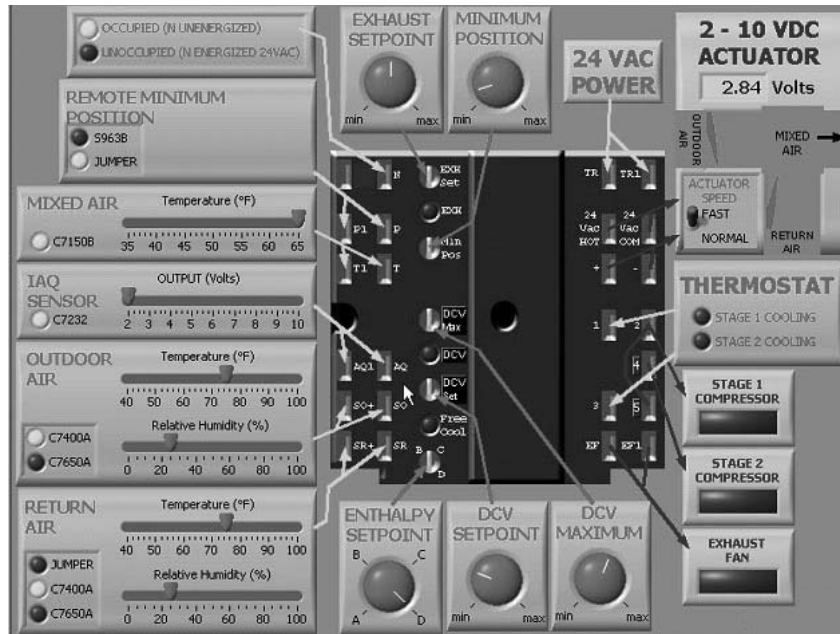 OCCUPIED (N UNENERGIZED)
UNOCCUPIED (N ENERGIZED 24VAC)
EXHAUST
SETPOINT
min max
MINIMUM
POSITION
min max
24 VAC
POWER
2 - 10 VDC
ACTUATOR
2.84 Volts
OUTDOOR
AIR
MIXED
AIR
RETURN
AIR
REMOTE MINIMUM
POSITION
S963B
JUMPER
MIXED AIR
Temperature (°F)
C7150B
35 40 45 50 55 60 65
IAQ
SENSOR
OUTPUT (Volts)
C7232
2 3 4 5 6 7 8 9 10
OUTDOOR
AIR
Temperature (°F)
40 50 60 70 80 90 100
Relative Humidity (%)
C7400A
C7650A
0 20 40 60 80 100
RETURN
AIR
Temperature (°F)
40 50 60 70 80 90 100
Relative Humidity (%)
JUMPER
C7400A
C7650A
0 20 40 60 80 100
N
EXH
Set
EXH
P1 P
Min
Pos
T1 T
DCV
Max
DCV
AQ1 AQ
DCV
Set
SO+ SO
Free
Cool
SR+ SR
B C
D
TR TR1
24
Vac
HOT
24
Vac
COM
+ -
1 2
4
3 5
EF EF1
ACTUATOR
SPEED
FAST
NORMAL
THERMOSTAT
STAGE 1 COOLING
STAGE 2 COOLING
STAGE 1
COMPRESSOR
STAGE 2
COMPRESSOR
EXHAUST
FAN
ENTHALPY
SETPOINT
B C
A D
DCV
SETPOINT
min max
DCV
MAXIMUM
min max